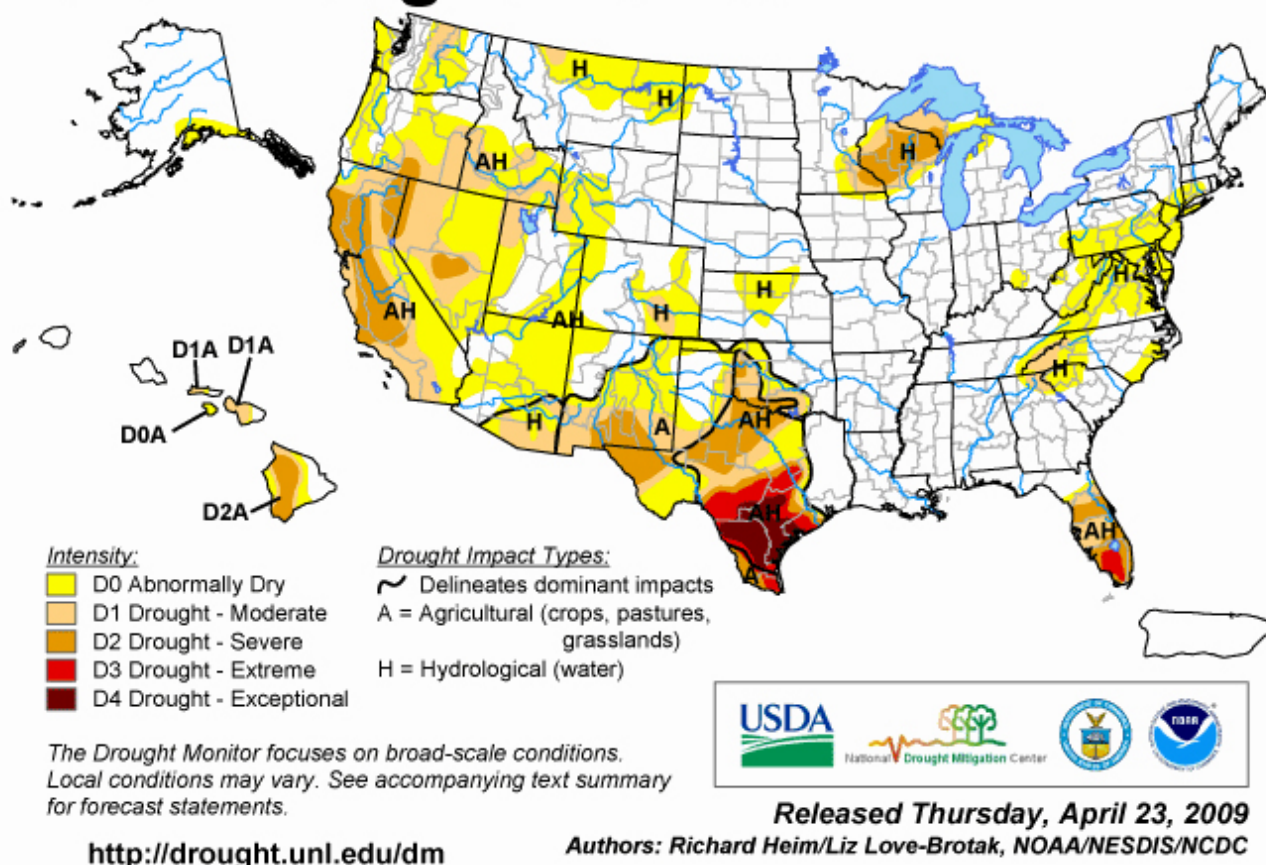 H
H
H
AH
AH
AH
H
H
H
H
H
A
AH
AH
AH
A
D1A D1A
D0A
D2A
Intensity:
D0 Abnormally Dry
D1 Drought - Moderate
D2 Drought - Severe
D3 Drought - Extreme
D4 Drought - Exceptional
Drought Impact Types:
Delineates dominant impacts
A = Agricultural (crops, pastures,
grasslands)
H = Hydrological (water)
The Drought Monitor focuses on broad-scale conditions.
Local conditions may vary. See accompanying text summary
for forecast statements.
http://drought.unl.edu/dm
USDA
National Drought Mitigation Center
noaa
Released Thursday, April 23, 2009
Authors: Richard Heim/Liz Love-Brotak, NOAA/NESDIS/NCDC